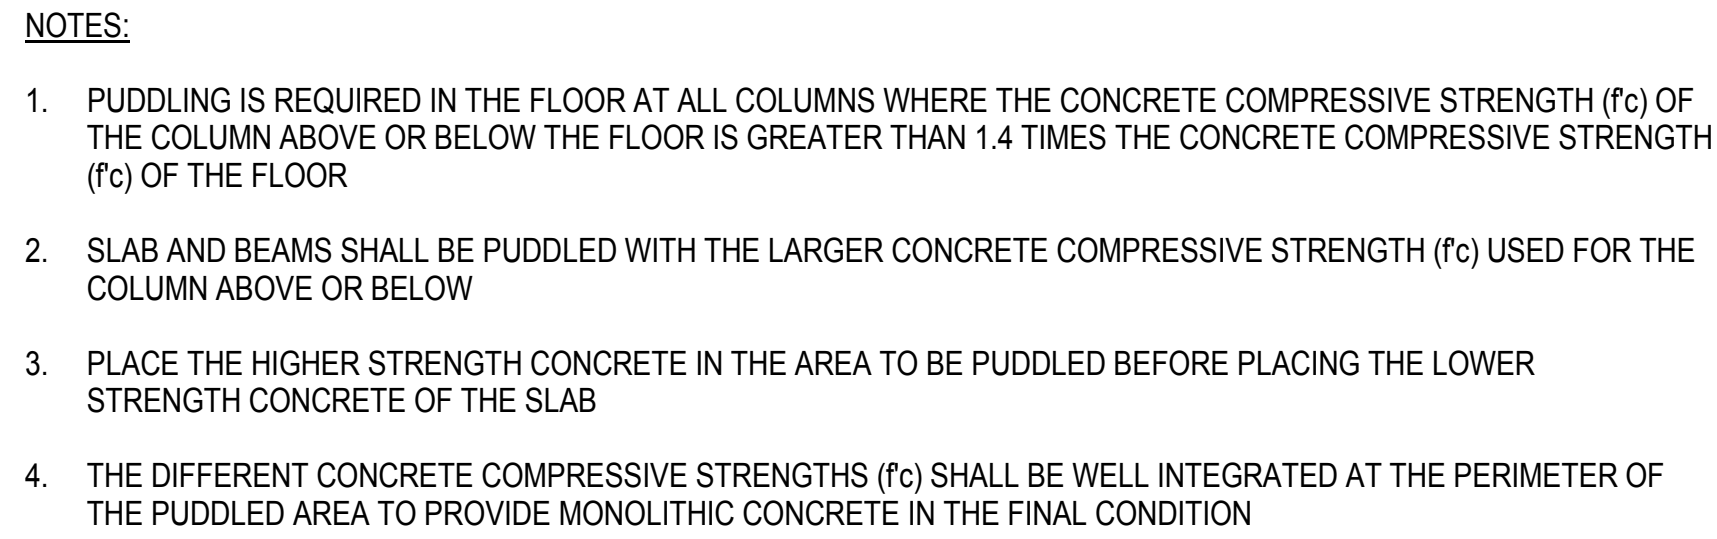 NOTES:
1. PUDDLING IS REQUIRED IN THE FLOOR AT ALL COLUMNS WHERE THE CONCRETE COMPRESSIVE STRENGTH (f'c) OF
THE COLUMN ABOVE OR BELOW THE FLOOR IS GREATER THAN 1.4 TIMES THE CONCRETE COMPRESSIVE STRENGTH
(f'c) OF THE FLOOR
2. SLAB AND BEAMS SHALL BE PUDDLED WITH THE LARGER CONCRETE COMPRESSIVE STRENGTH (f'c) USED FOR THE
COLUMN ABOVE OR BELOW
3. PLACE THE HIGHER STRENGTH CONCRETE IN THE AREA TO BE PUDDLED BEFORE PLACING THE LOWER
STRENGTH CONCRETE OF THE SLAB
4. THE DIFFERENT CONCRETE COMPRESSIVE STRENGTHS (f'c) SHALL BE WELL INTEGRATED AT THE PERIMETER OF
THE PUDDLED AREA TO PROVIDE MONOLITHIC CONCRETE IN THE FINAL CONDITION